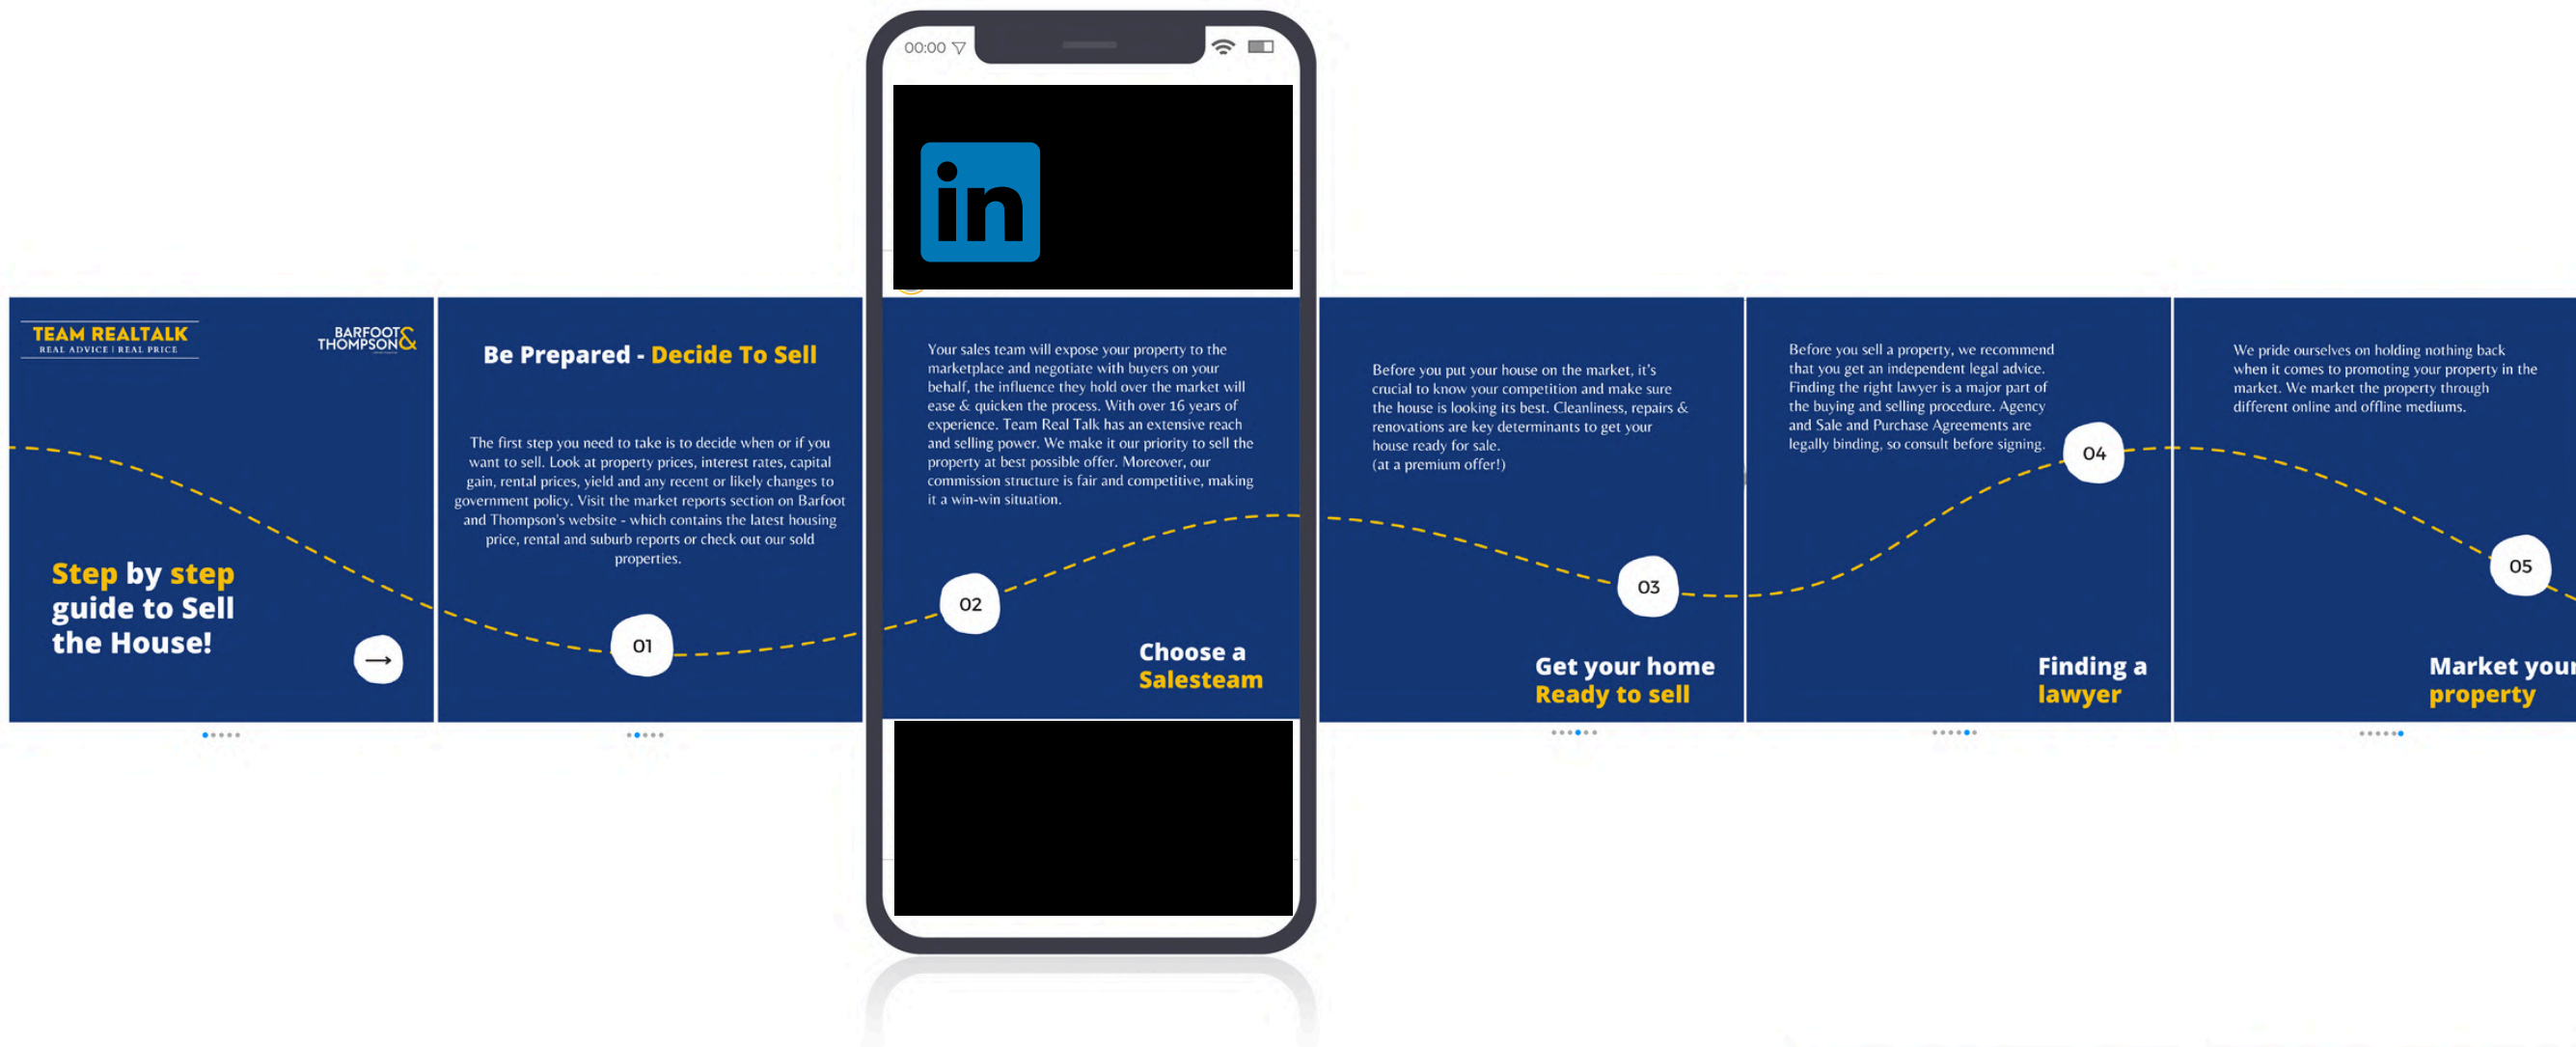 00:00
in
TEAM REALTALK
REAL ADVICE | REAL PRICE
BARFOOT&
THOMPSON
Step by step
guide to Sell
the House!
Be Prepared - Decide To Sell
The first step you need to take is to decide when or if you
want to sell. Look at property prices, interest rates, capital
gain, rental prices, yield and any recent or likely changes to
government policy. Visit the market reports section on Barfoot
and Thompson's website - which contains the latest housing
price, rental and suburb reports or check out our sold
properties.
01
Your sales team will expose your property to the
marketplace and negotiate with buyers on your
behalf, the influence they hold over the market will
ease & quicken the process. With over 16 years of
experience. Team Real Talk has an extensive reach
and selling power. We make it our priority to sell the
property at best possible offer. Moreover, our
commission structure is fair and competitive, making
it a win-win situation.
02
Choose a
Salesteam
Before you put your house on the market, it's
crucial to know your competition and make sure
the house is looking its best. Cleanliness, repairs &
renovations are key determinants to get your
house ready for sale.
(at a premium offer!)
03
Get your home
Ready to sell
Before you sell a property, we recommend
that you get an independent legal advice.
Finding the right lawyer is a major part of
the buying and selling procedure. Agency
and Sale and Purchase Agreements are
legally binding, so consult before signing.
04
Finding a
lawyer
We pride ourselves on holding nothing back
when it comes to promoting your property in the
market. We market the property through
different online and offline mediums.
05
Market your
property